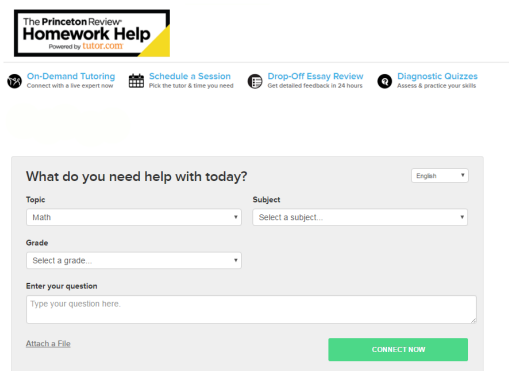 The Princeton Review®
Homework Help
Powered by tutor.com
On-Demand Tutoring
Connect with a live expert now
Schedule a Session
Pick the tutor & time you need
Drop-Off Essay Review
Get detailed feedback in 24 hours
Diagnostic Quizzes
Assess & practice your skills
What do you need help with today?
English
Topic
Subject
Math
Select a subject...
Grade
Select a grade...
Enter your question
Type your question here.
Attach a File
CONNECT NOW